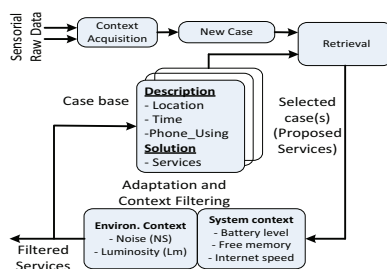 Sensorial
Raw Data
Context
Acquisition
New Case
Retrieval
Case base
Description
- Location
- Time
-Phone_Using
Solution
- Services
Selected
case(s)
(Proposed
Services)
Adaptation and
Context Filtering
Environ. Context
- Noise (NS)
- Luminosity (Lm)
System context
- Battery level
- Free memory
- Internet speed
Filtered
Services